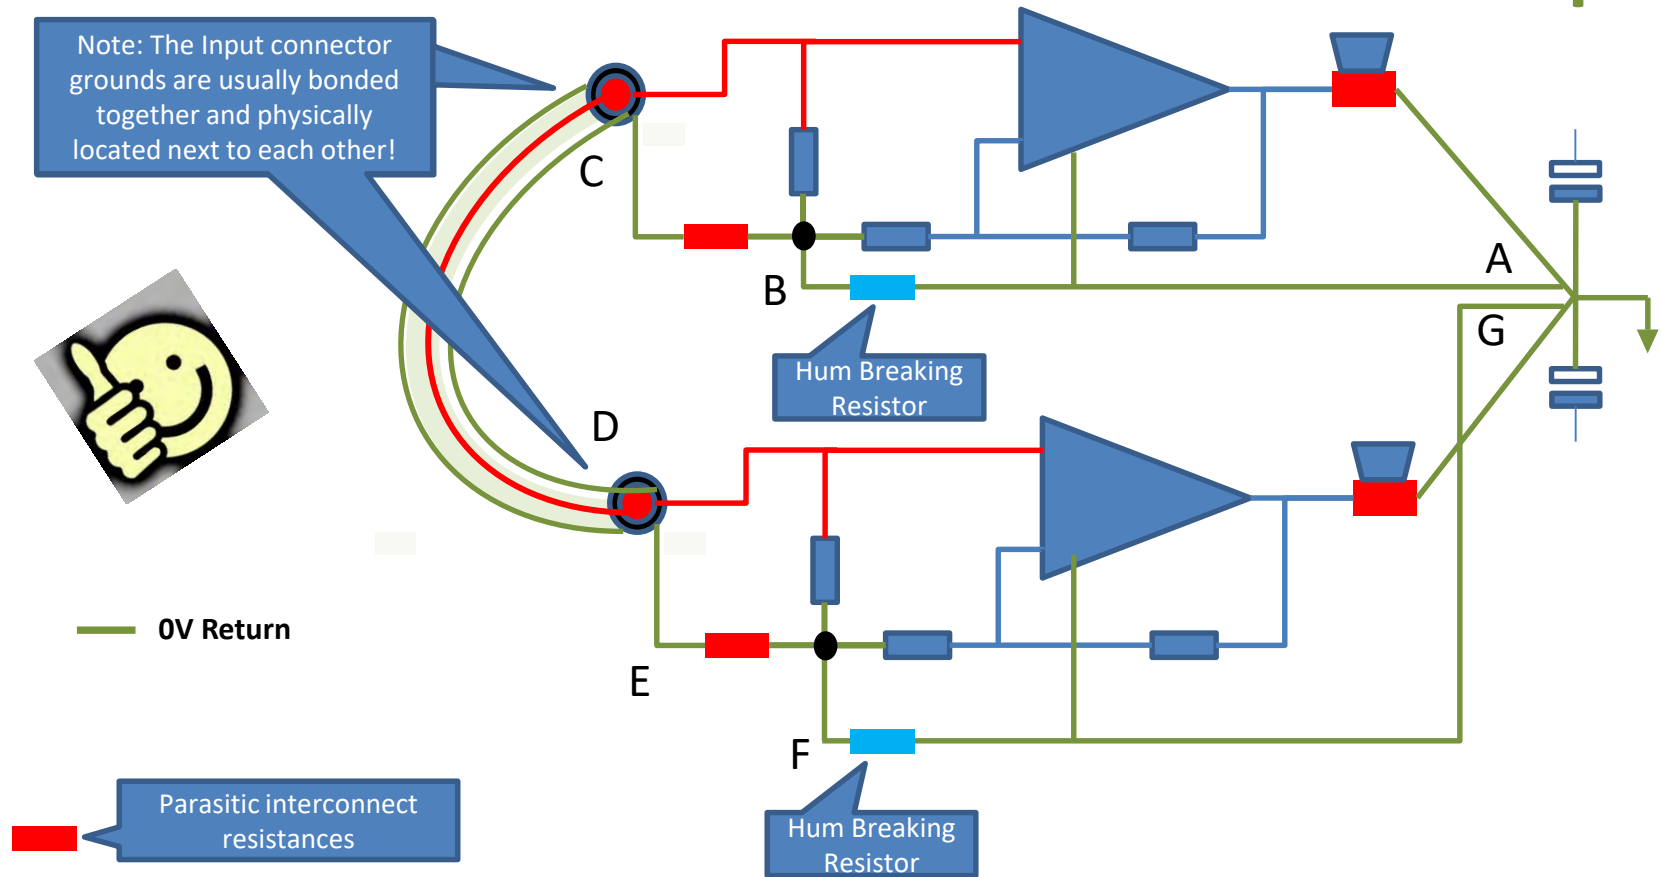 Note: The Input connector
grounds are usually bonded
together and physically
located next to each other!
C
B
A
G
Hum Breaking
Resistor
D
0V Return
E
F
Parasitic interconnect
resistances
Hum Breaking
Resistor